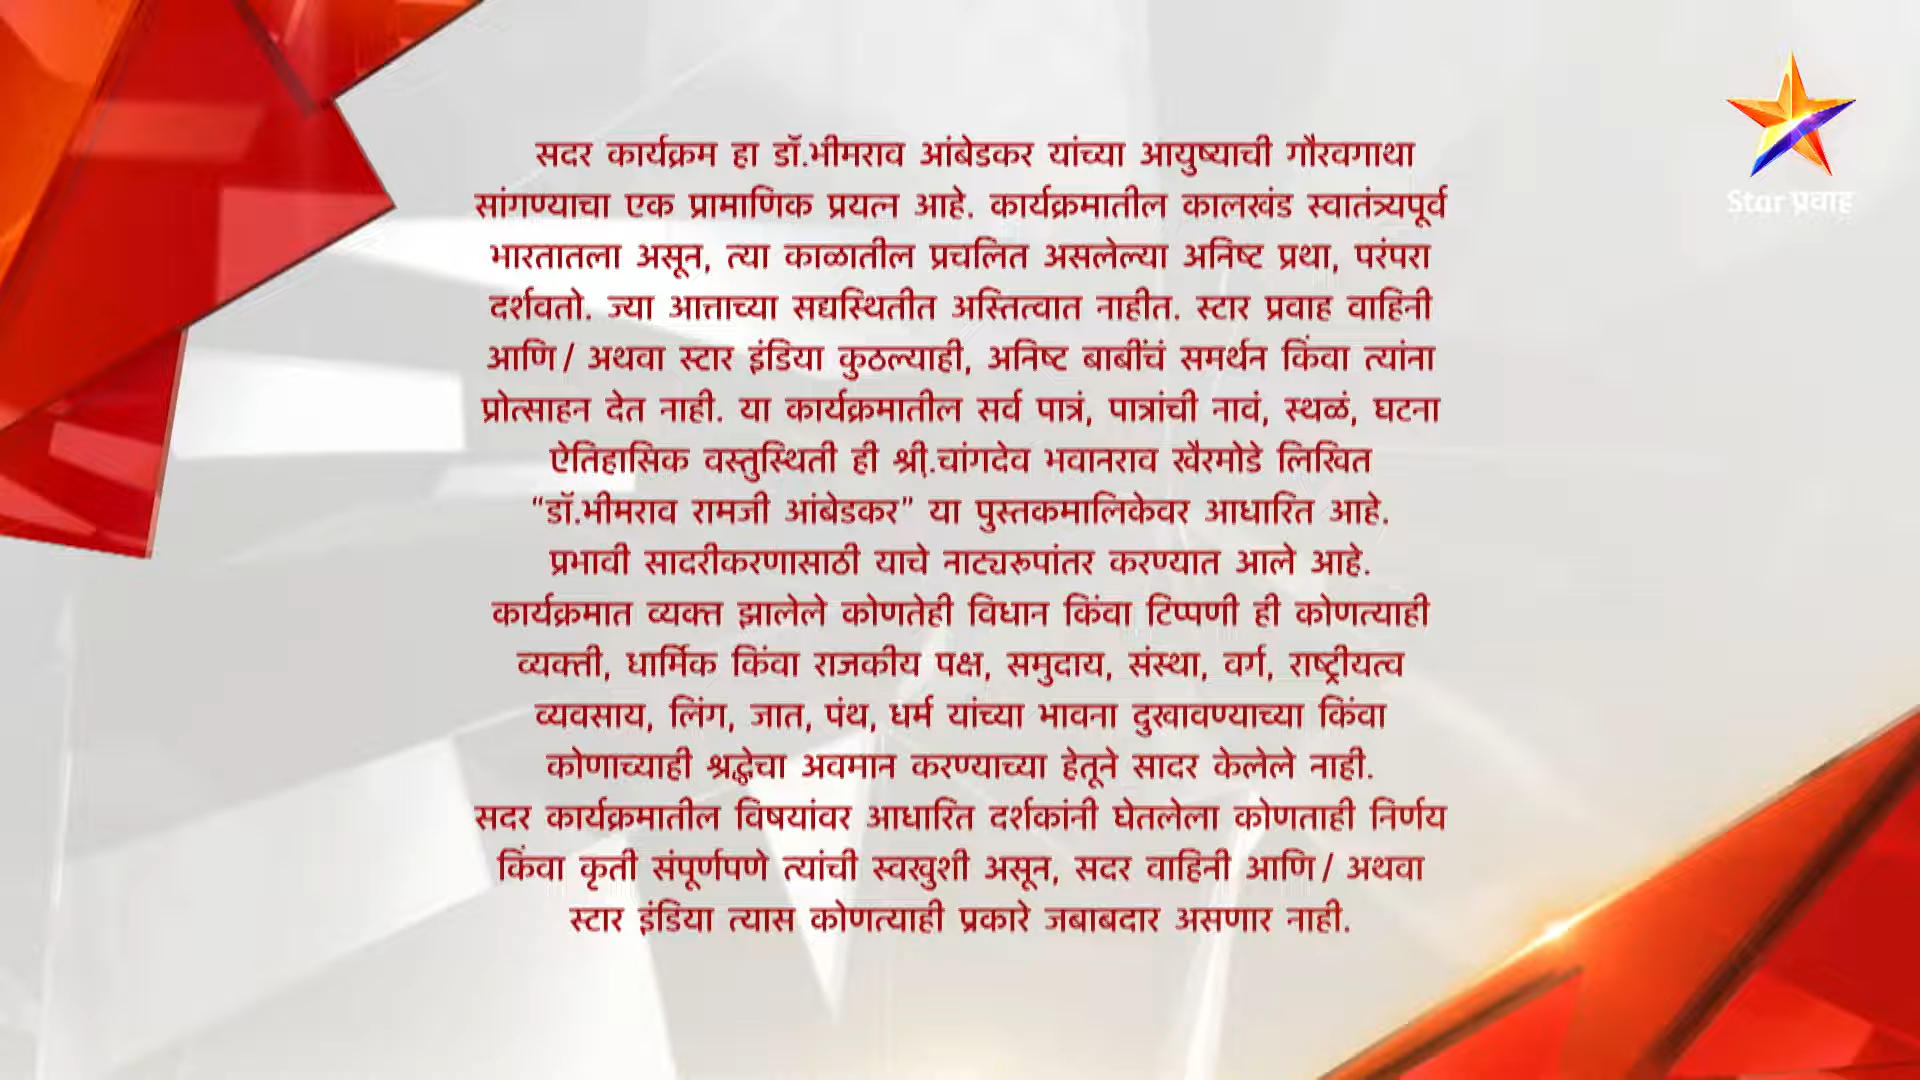 सदर कार्यक्रम हा डॉ.भीमराव आंबेडकर यांच्या आयुष्याची गौरवगाथा
सांगण्याचा एक प्रामाणिक प्रयत्न आहे. कार्यक्रमातील कालखंड स्वातंत्र्यपूर्व
भारतातला असून, त्या काळातील प्रचलित असलेल्या अनिष्ट प्रथा, परंपरा
दर्शवतो. ज्या आत्ताच्या सद्यस्थितीत अस्तित्वात नाहीत. स्टार प्रवाह वाहिनी
आणि/ अथवा स्टार इंडिया कुठल्याही, अनिष्ट बाबींचं समर्थन किंवा त्यांना
प्रोत्साहन देत नाही. या कार्यक्रमातील सर्व पात्रं, पात्रांची नावं, स्थळं, घटना
ऐतिहासिक वस्तुस्थिती ही श्री.चांगदेव भवानराव खैरमोडे लिखित
“डॉ.भीमराव रामजी आंबेडकर” या पुस्तकमालिकेवर आधारित आहे.
प्रभावी सादरीकरणासाठी याचे नाट्यरूपांतर करण्यात आले आहे.
कार्यक्रमात व्यक्त झालेले कोणतेही विधान किंवा टिप्पणी ही कोणत्याही
व्यक्ती, धार्मिक किंवा राजकीय पक्ष, समुदाय, संस्था, वर्ग, राष्ट्रीयत्व
व्यवसाय, लिंग, जात, पंथ, धर्म यांच्या भावना दुखावण्याच्या किंवा
कोणाच्याही श्रद्धेचा अवमान करण्याच्या हेतूने सादर केलेले नाही.
सदर कार्यक्रमातील विषयांवर आधारित दर्शकांनी घेतलेला कोणताही निर्णय
किंवा कृती संपूर्णपणे त्यांची स्वखुशी असून, सदर वाहिनी आणि/ अथवा
स्टार इंडिया त्यास कोणत्याही प्रकारे जबाबदार असणार नाही.
Star प्रवाह